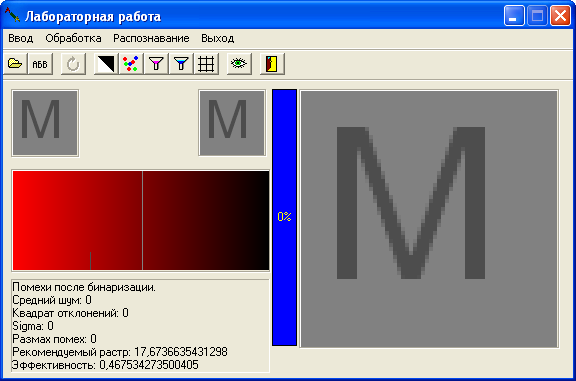 Лабораторная работа
Ввод Обработка Распознавание Выход
АБВ
М М
М
0%
Помехи после бинаризации.
Средний шум: 0
Квадрат отклонений: 0
Sigma: 0
Размах помех: 0
Рекомендуемый растр: 17,6736635431298
Эффективность: 0,467534273500405